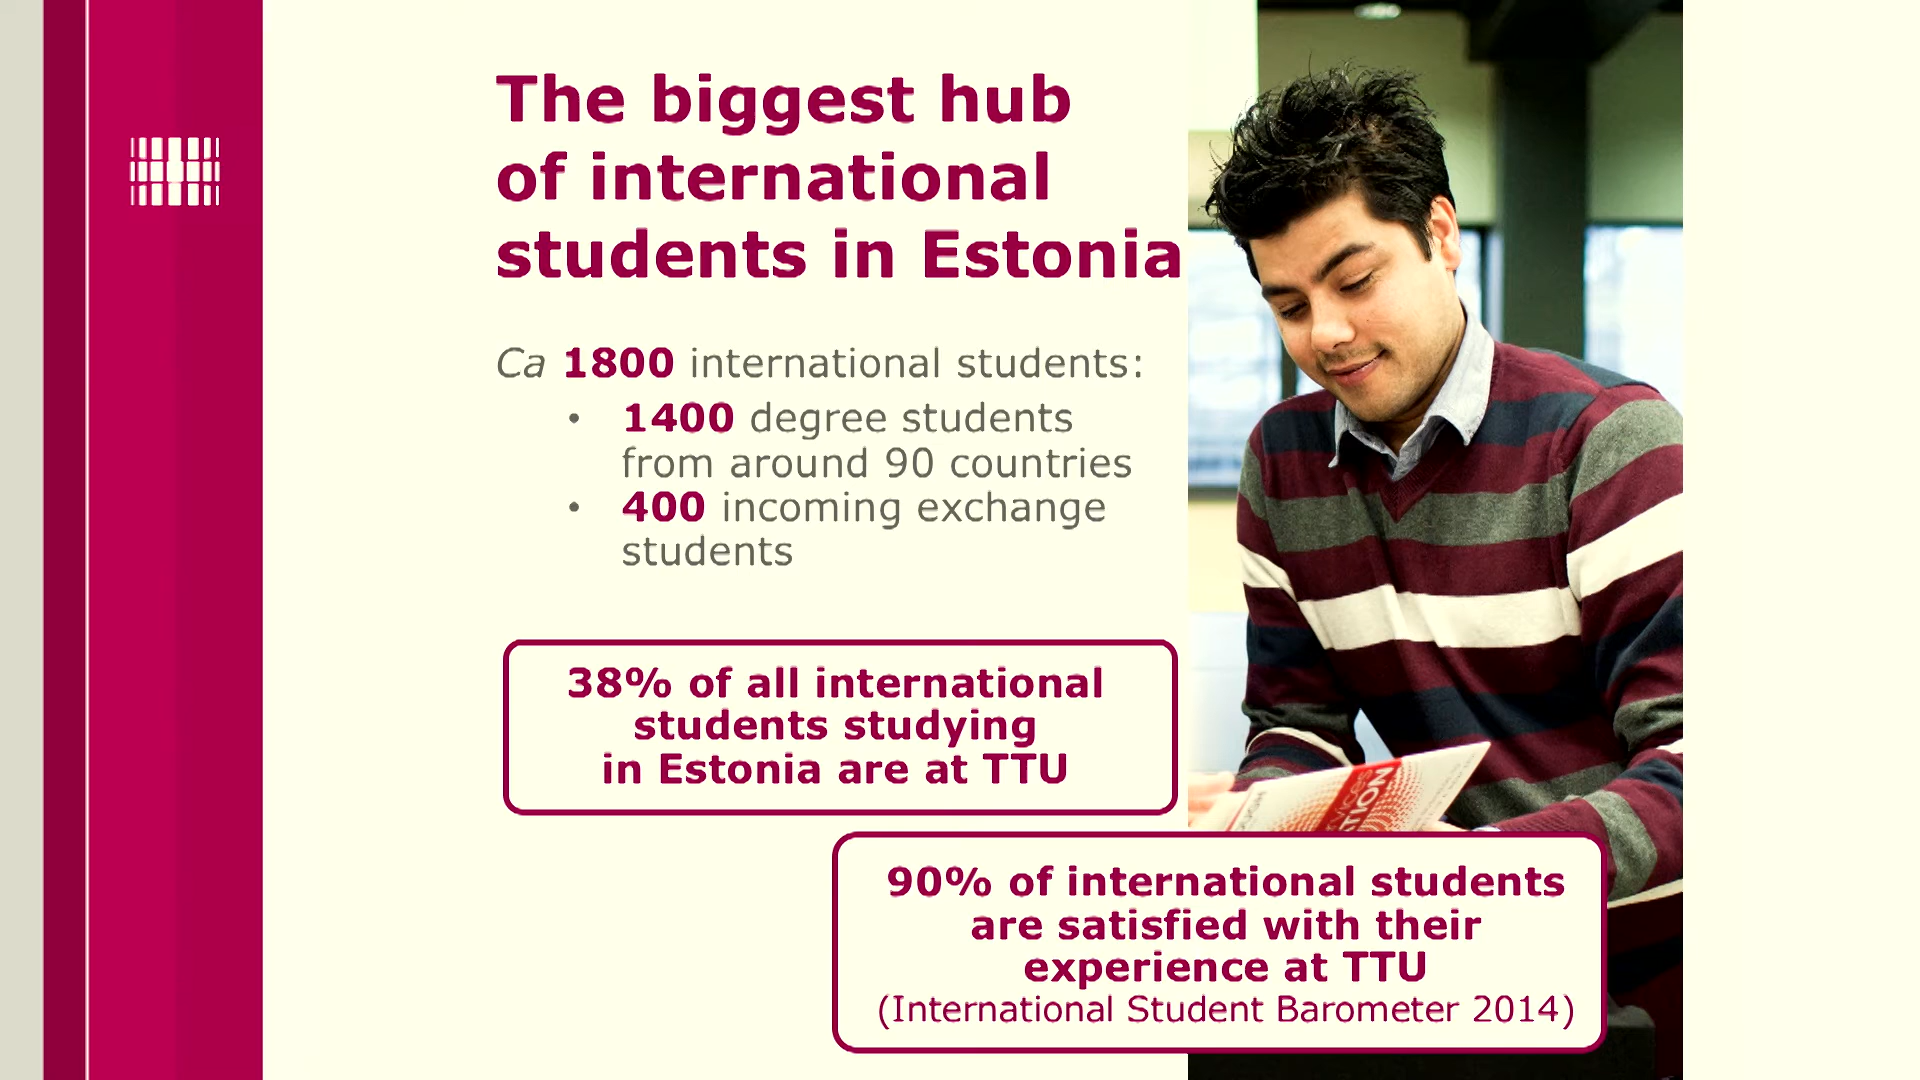 The biggest hub
of international
students in Estonia
Ca 1800 international students:
• 1400 degree students
from around 90 countries
• 400 incoming exchange
students
38% of all international
students studying
in Estonia are at TTU
90% of international students
are satisfied with their
experience at TTU
(International Student Barometer 2014)